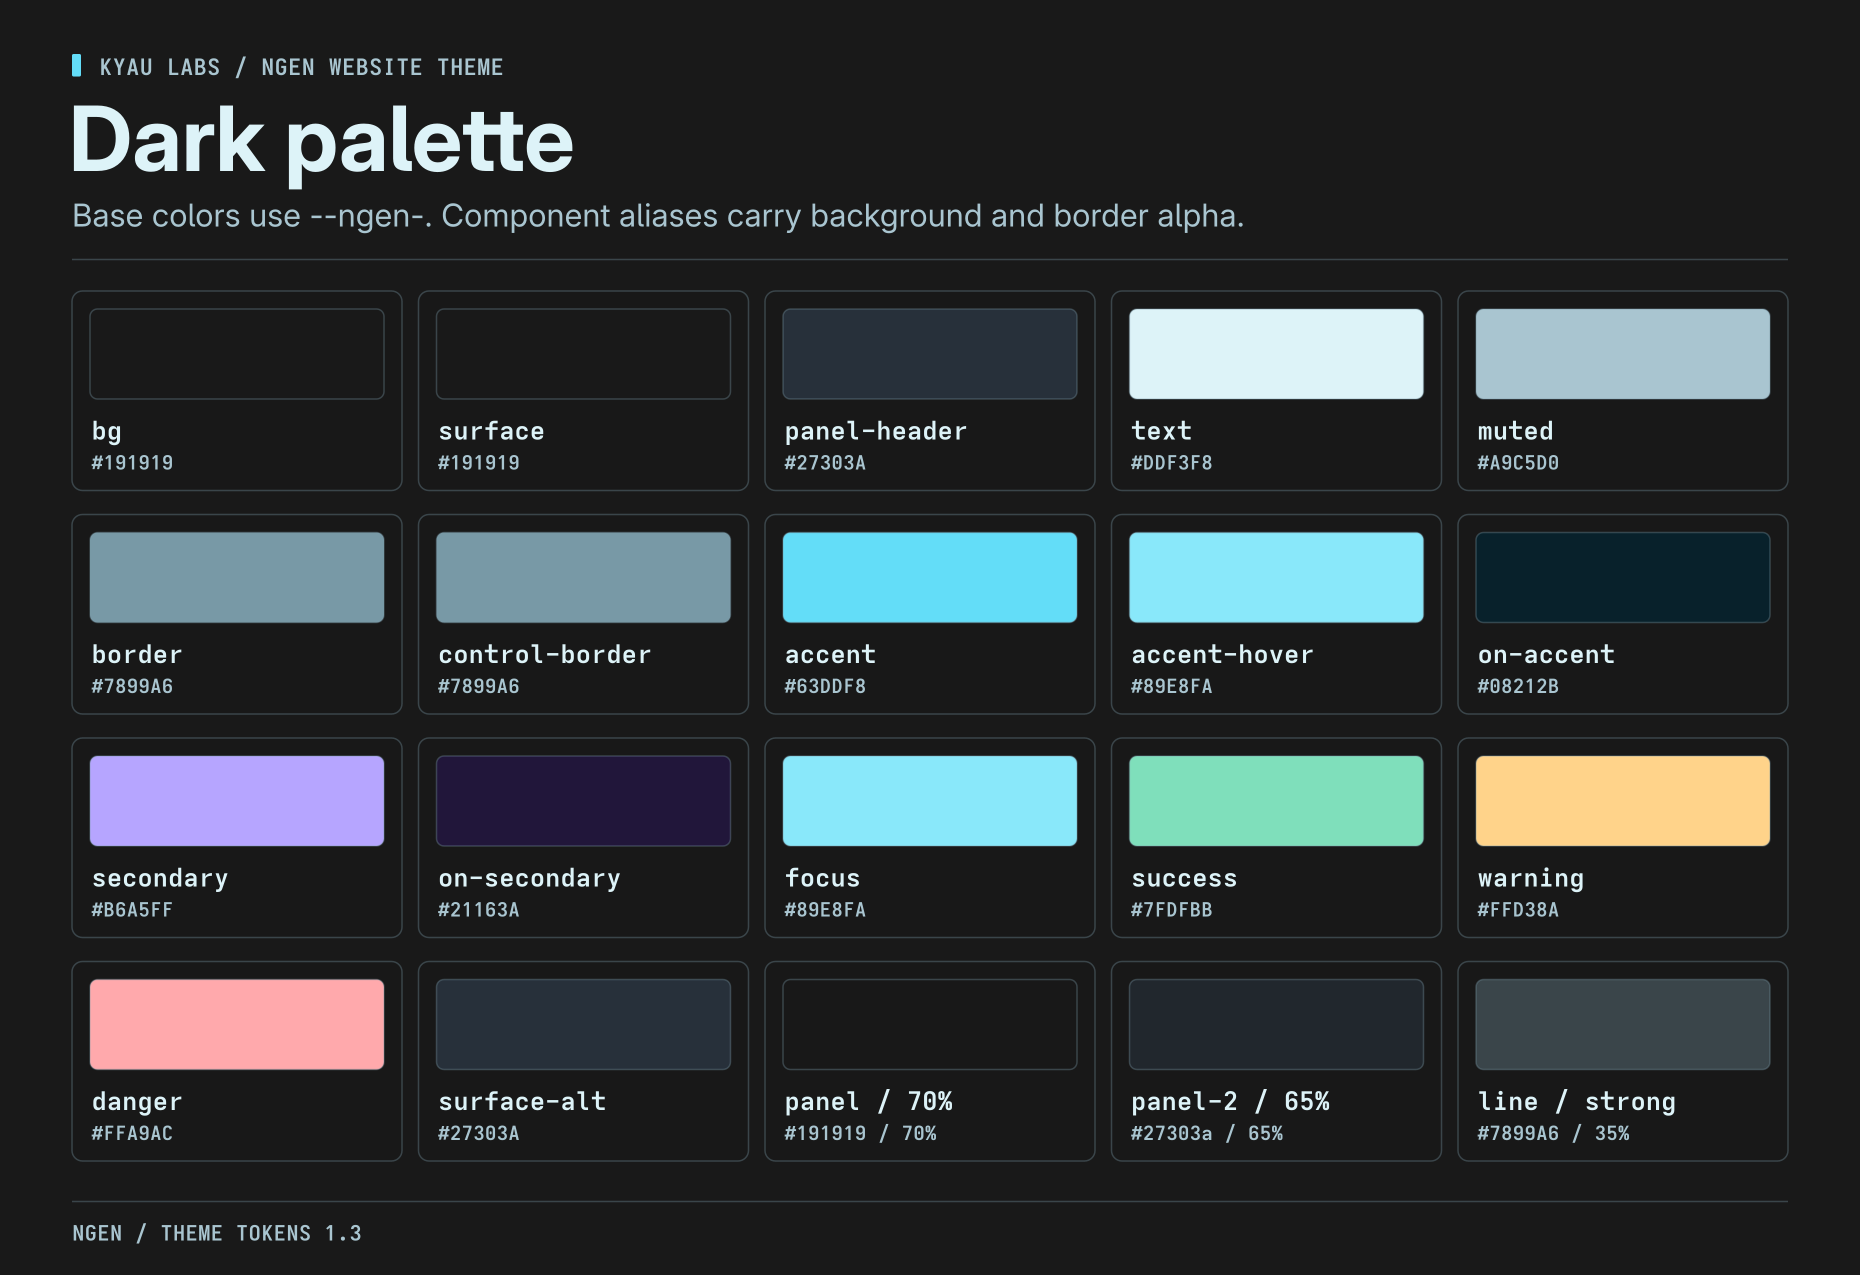 KYAU LABS / NGEN WEBSITE THEME
Dark palette
Base colors use --ngen-. Component aliases carry background and border alpha.
bg
#191919
surface
#191919
panel-header
#27303A
text
#DDF3F8
muted
#A9C5D0
border
#7899A6
control-border
#7899A6
accent
#63DDF8
accent-hover
#89E8FA
on-accent
#08212B
secondary
#B6A5FF
on-secondary
#21163A
focus
#89E8FA
success
#7FDFBB
warning
#FFD38A
danger
#FFA9AC
surface-alt
#27303A
panel / 70%
#191919 / 70%
panel-2 / 65%
#27303a / 65%
line / strong
#7899A6 / 35%
NGEN / THEME TOKENS 1.3